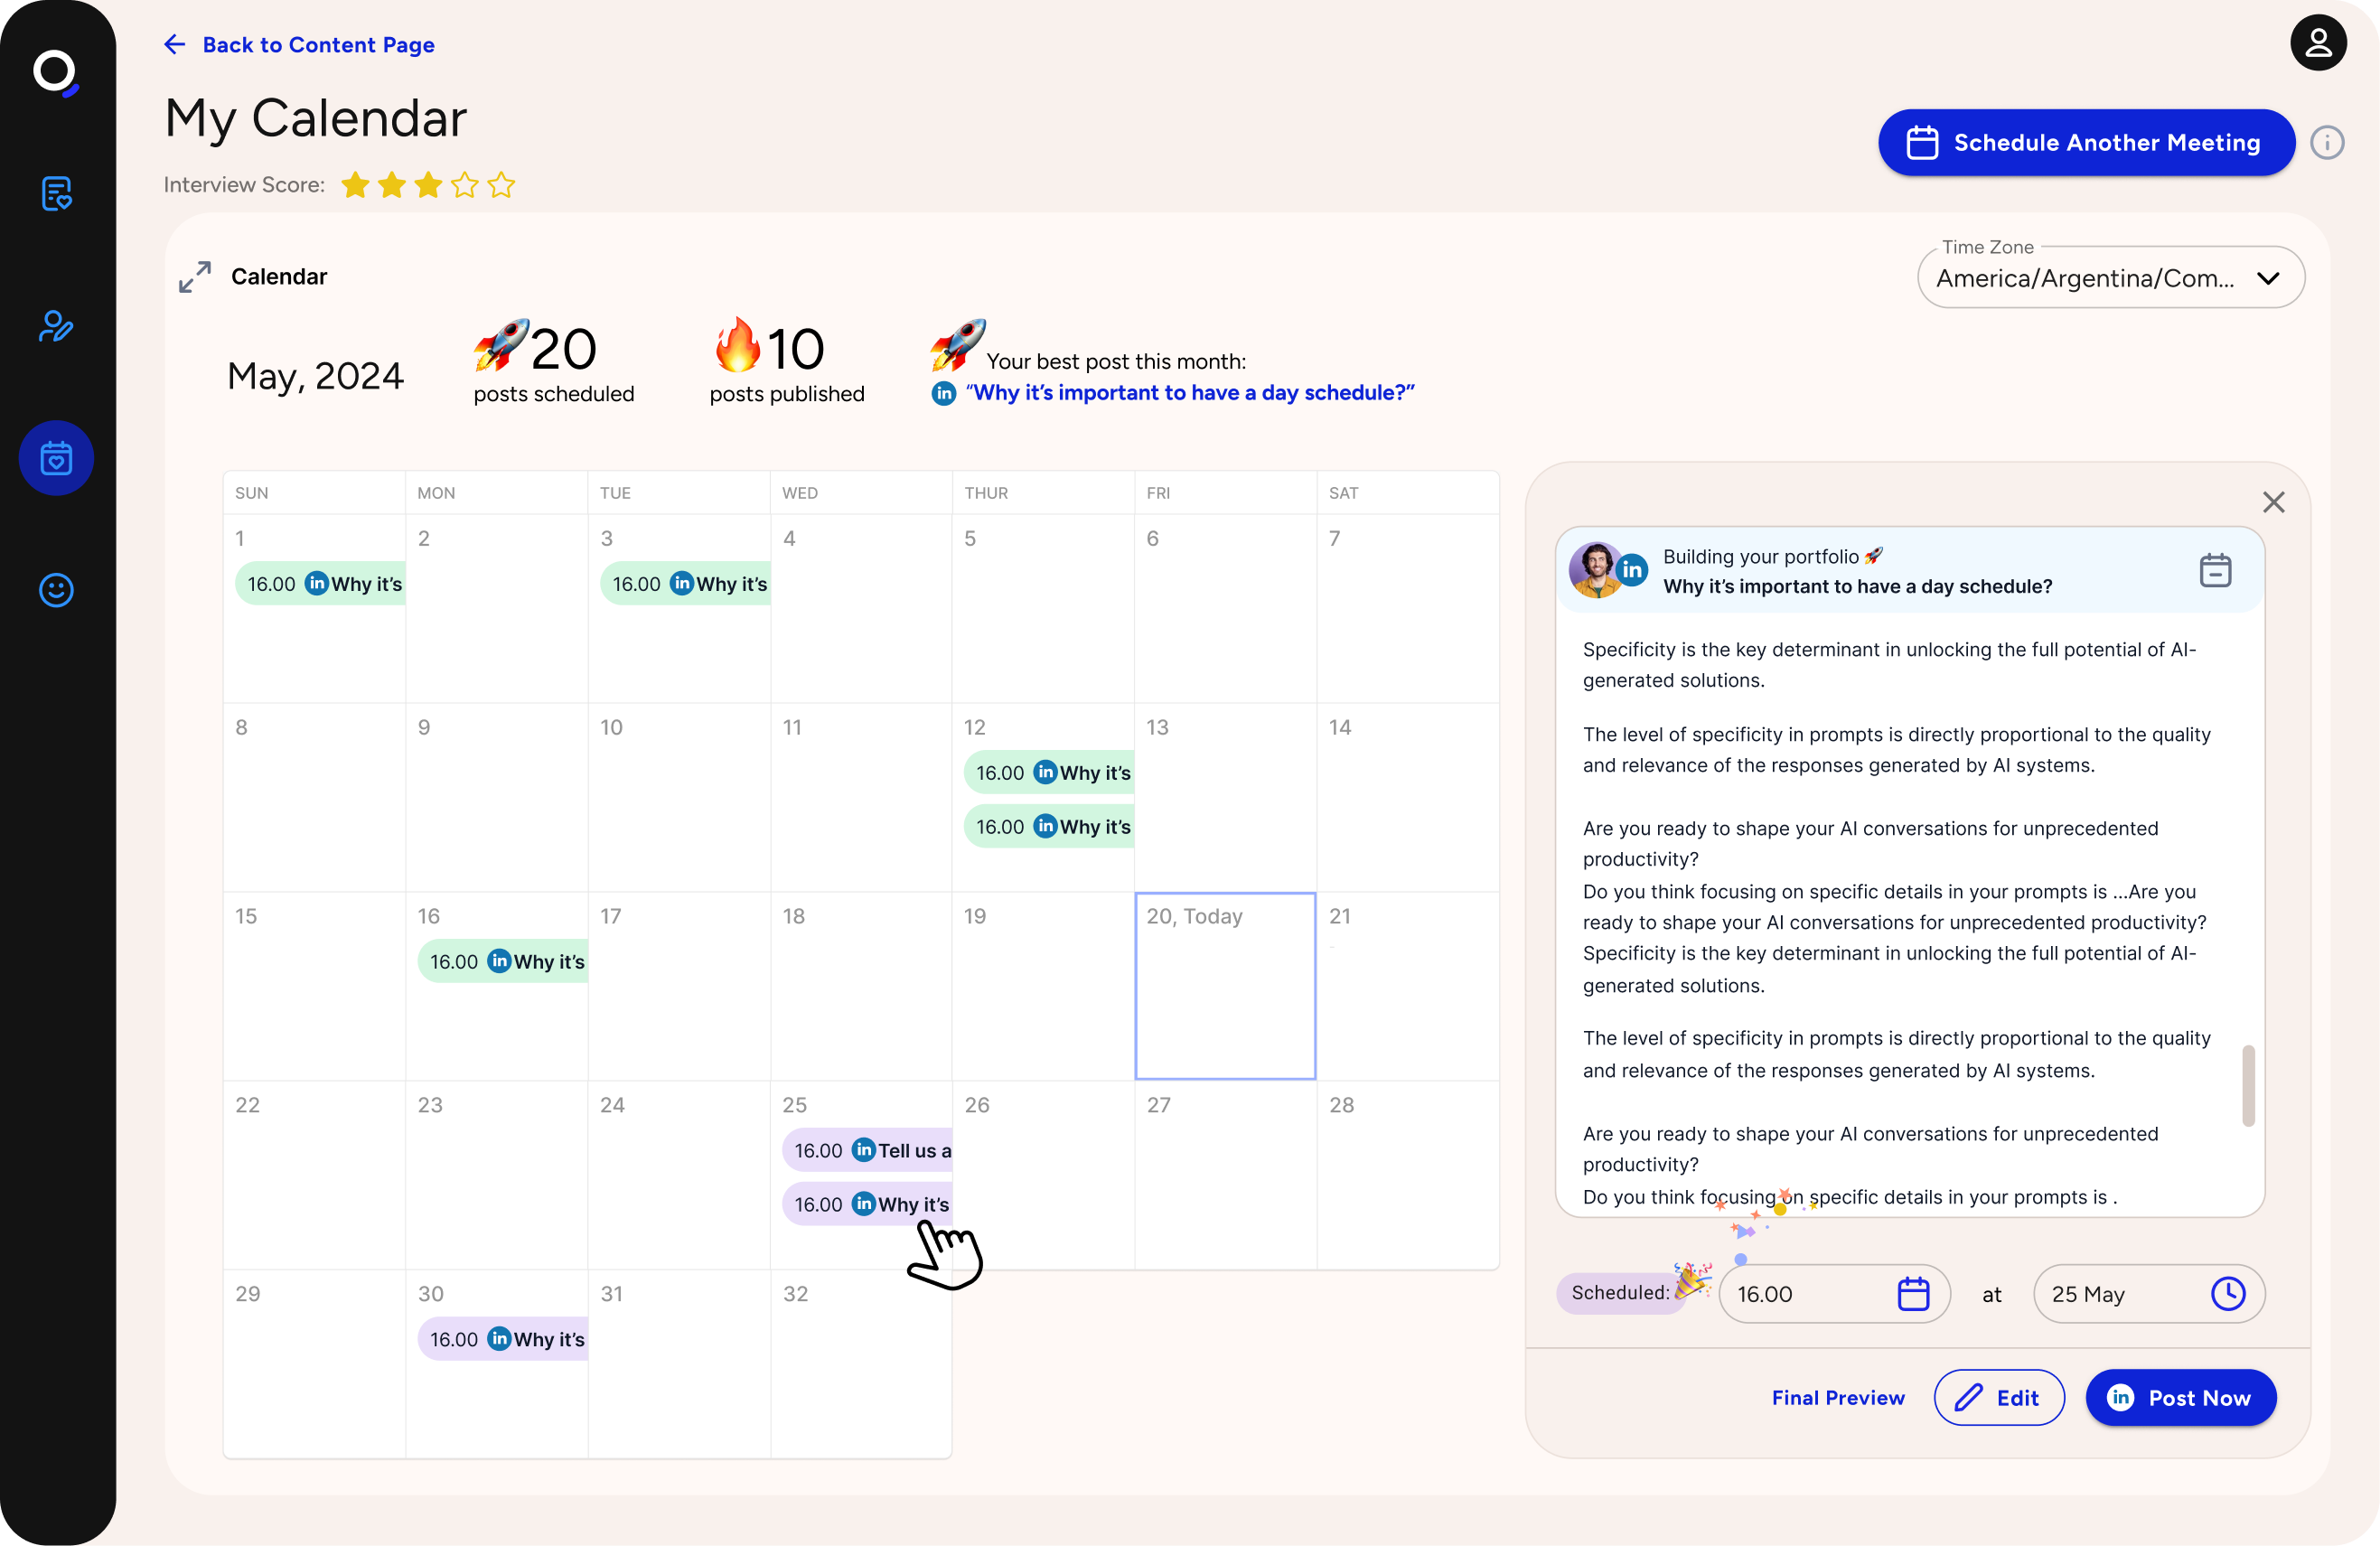 Back to Content Page
My Calendar
Schedule Another Meeting
Interview Score:
Calendar
Time Zone
America/Argentina/Com...
May, 2024
20
posts scheduled
10
posts published
Your best post this month:
in “Why it’s important to have a day schedule?”
SUN MON TUE WED THUR FRI SAT
1 2 3 4 5 6 7
16.00 in Why it’s
16.00 in Why it’s
8 9 10 11 12 13 14
16.00 in Why it’s
16.00 in Why it’s
15 16 17 18 19 20, Today 21
-
16.00 in Why it’s
22 23 24 25 26 27 28
16.00 in Tell us a
16.00 in Why it’s
29 30 31 32
16.00 in Why it’s
in
Building your portfolio 🚀
Why it’s important to have a day schedule?
Specificity is the key determinant in unlocking the full potential of AI-
generated solutions.
The level of specificity in prompts is directly proportional to the quality
and relevance of the responses generated by AI systems.
Are you ready to shape your AI conversations for unprecedented
productivity?
Do you think focusing on specific details in your prompts is ...Are you
ready to shape your AI conversations for unprecedented productivity?
Specificity is the key determinant in unlocking the full potential of AI-
generated solutions.
The level of specificity in prompts is directly proportional to the quality
and relevance of the responses generated by AI systems.
Are you ready to shape your AI conversations for unprecedented
productivity?
Do you think focusing on specific details in your prompts is .
Scheduled: 16.00 at 25 May
Final Preview Edit in Post Now